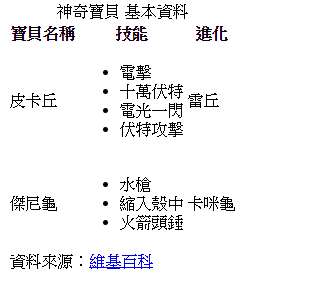 神奇寶貝 基本資料
寶貝名稱 技能 進化
皮卡丘
電擊
十萬伏特
電光一閃
伏特攻擊
雷丘
傑尼龜
水槍
縮入殼中
火箭頭錘
卡咪龜
資料來源：維基百科